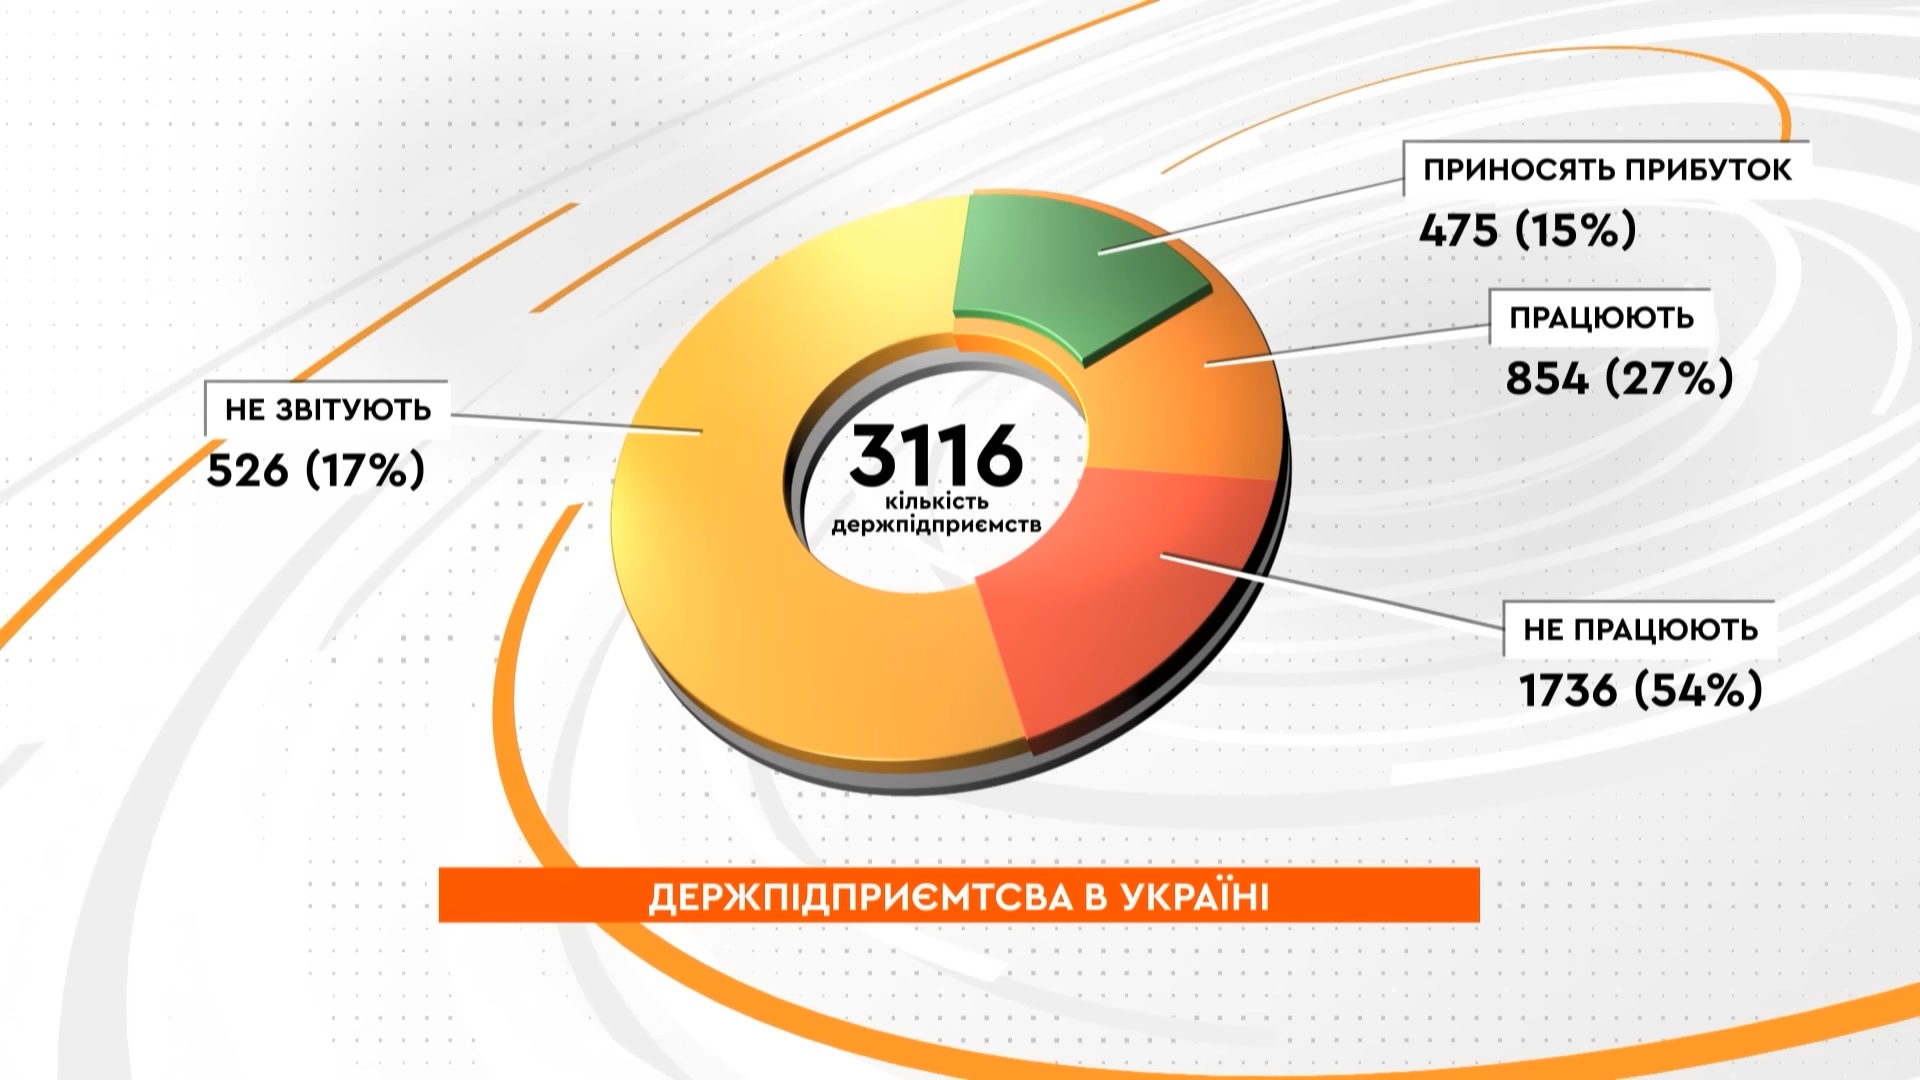 ПРИНОСЯТЬ ПРИБУТОК
475 (15%)
ПРАЦЮЮТЬ
854 (27%)
НЕ ЗВІТУЮТЬ
526 (17%)
3116
кількість
держпідприємств
НЕ ПРАЦЮЮТЬ
1736 (54%)
ДЕРЖПІДПРИЄМТСВА В УКРАЇНІ